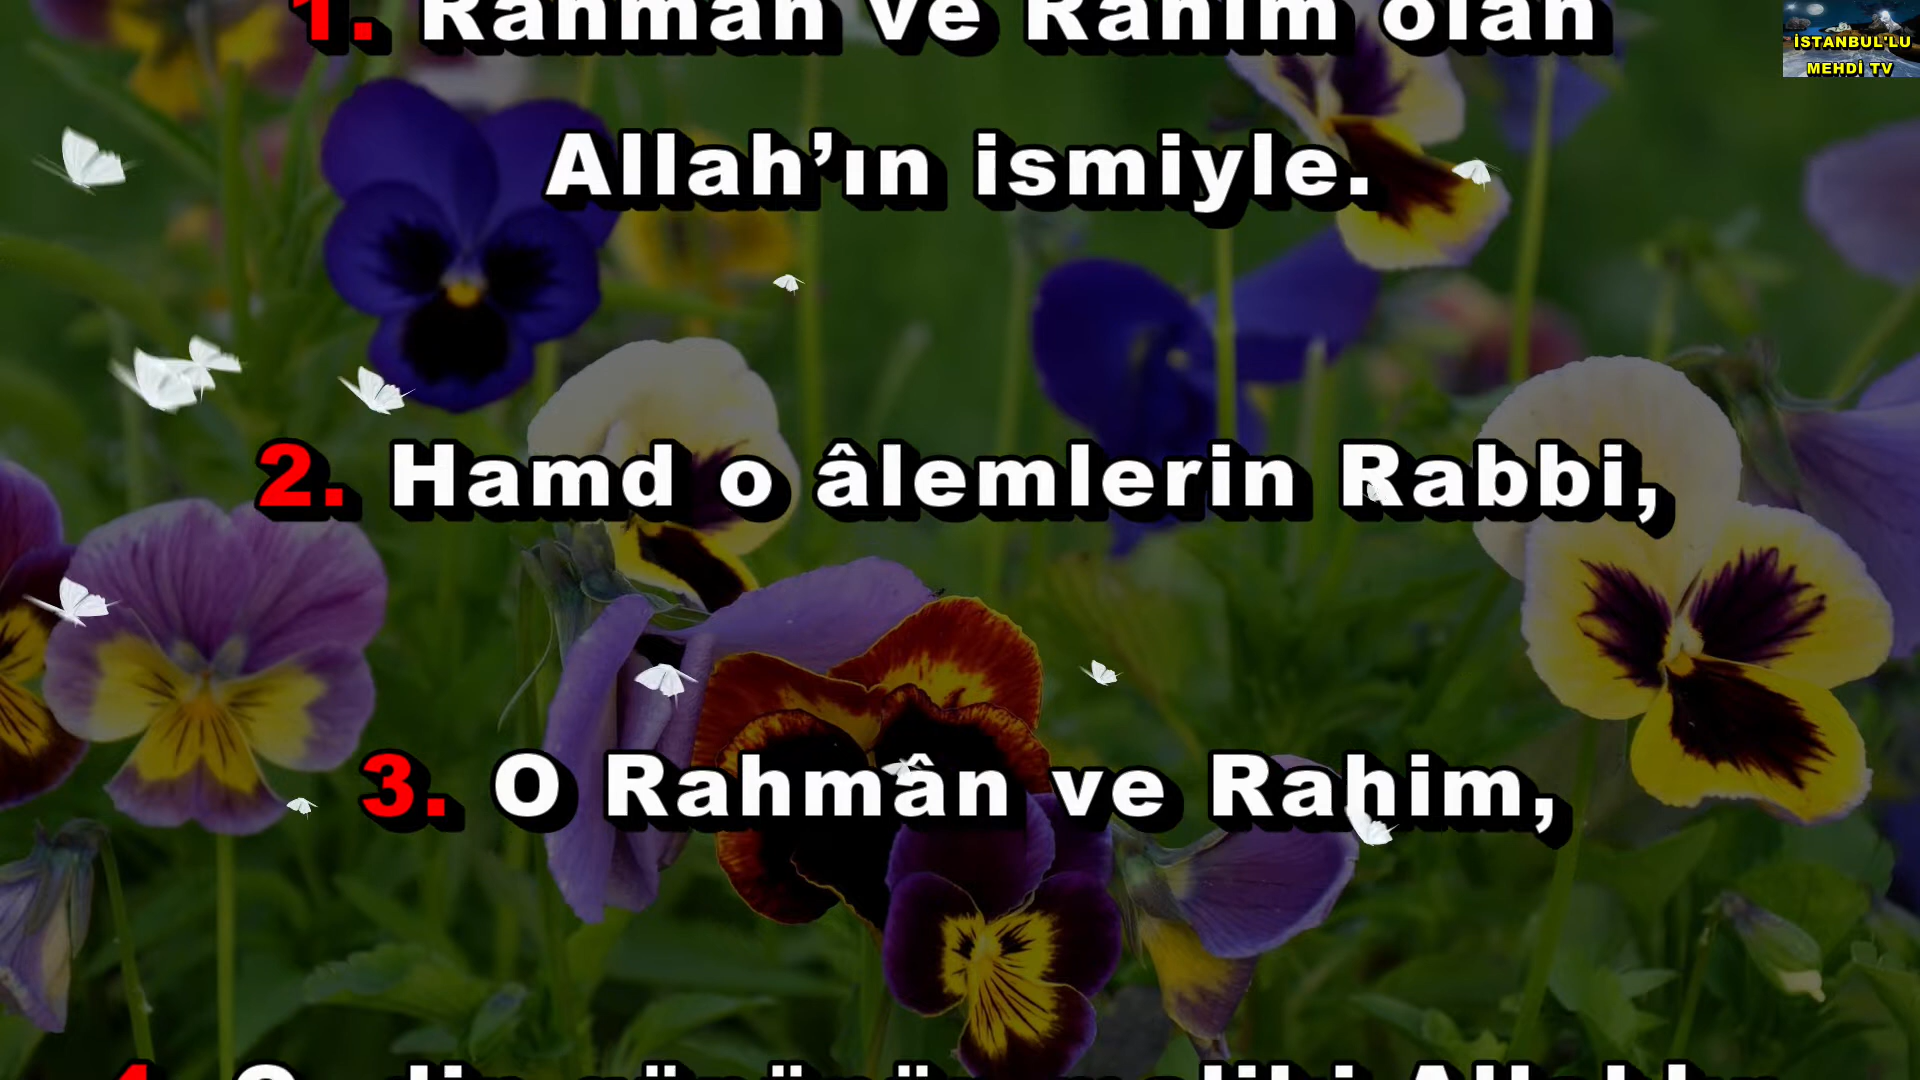 1. Rahmân ve Rahim olan
Allah’ın ismiyle.
2. Hamd o âlemlerin Rabbi,
3. O Rahmân ve Rahim,
İSTANBUL'LU
MEHDİ TV